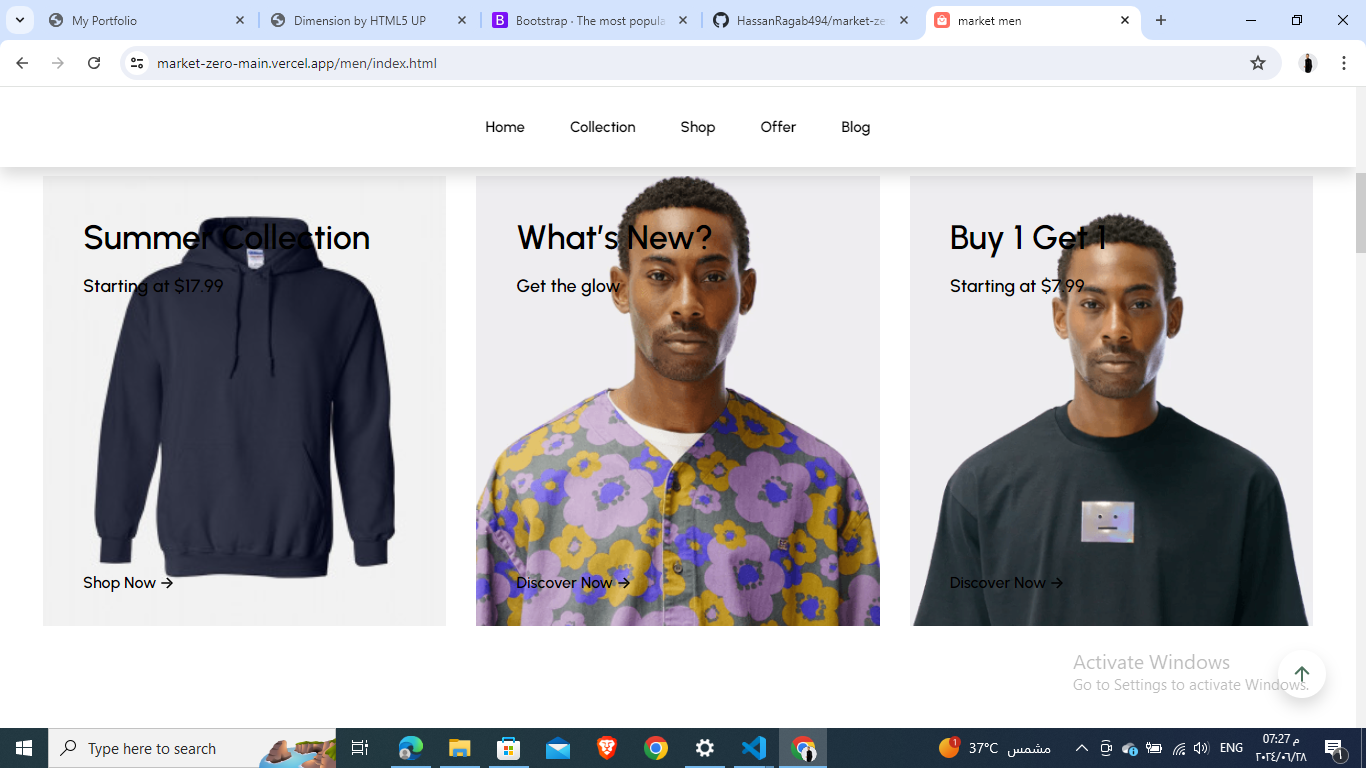 My Portfolio
Dimension by HTML5 UP
Bootstrap · The most popula
HassanRagab494/market-ze
market men
market-zero-main.vercel.app/men/index.html
Home Collection Shop Offer Blog
Summer Collection
Starting at $17.99
Shop Now →
What's New?
Get the glow
Discover Now →
Buy 1 Get 1
Starting at $7.99
Discover Now →
Activate Windows
Go to Settings to activate Windows.
Type here to search
1
37°C مشمس
ENG
07:27 م
٢٠٢٤/٠٦/٢٨
1